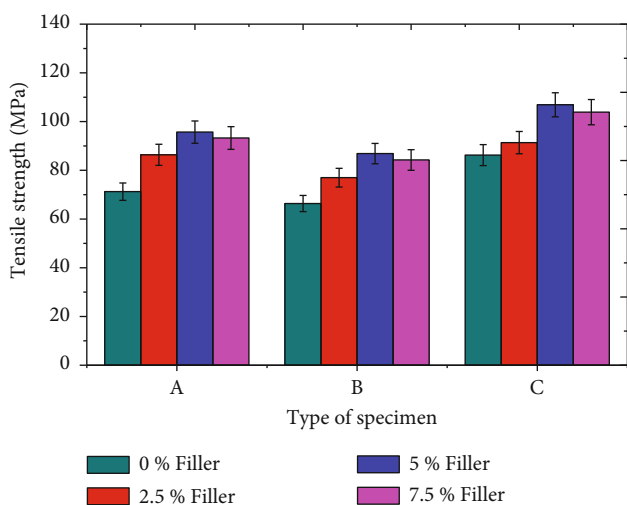 140
120
100
80
60
40
20
0
Tensile strength (MPa)
A B C
Type of specimen
0 % Filler 5 % Filler
2.5 % Filler 7.5 % Filler